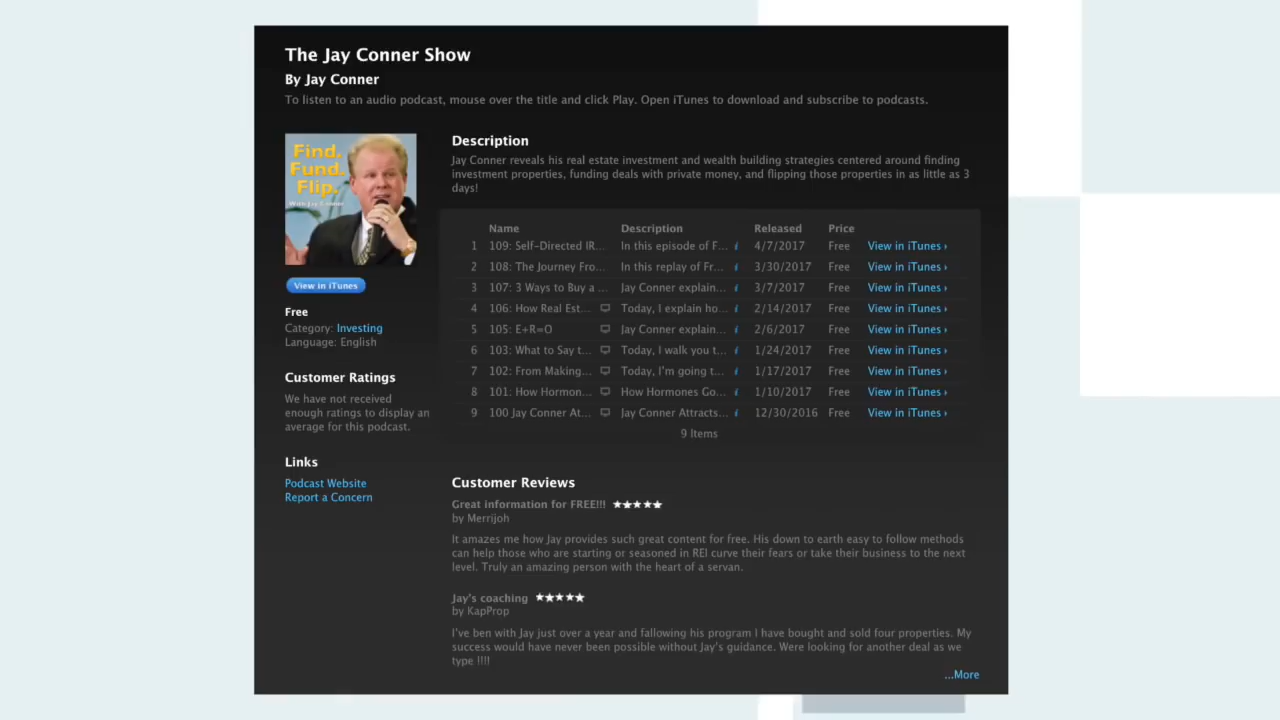 The Jay Conner Show
By Jay Conner
To listen to an audio podcast, mouse over the title and click Play. Open iTunes to download and subscribe to podcasts.
Find.
Fund.
Flip.
With Jay Conner
View in iTunes
Free
Category: Investing
Language: English
Customer Ratings
We have not received
enough ratings to display an
average for this podcast.
Links
Podcast Website
Report a Concern
Description
Jay Conner reveals his real estate investment and wealth building strategies centered around finding
investment properties, funding deals with private money, and flipping those properties in as little as 3
days!
Name Description Released Price
1 109: Self-Directed IR... In this episode of F... i 4/7/2017 Free View in iTunes ›
2 108: The Journey Fro... In this replay of Fr... i 3/30/2017 Free View in iTunes ›
3 107: 3 Ways to Buy a ... Jay Conner explain... i 3/7/2017 Free View in iTunes ›
4 106: How Real Est... Today, I explain ho... i 2/14/2017 Free View in iTunes ›
5 105: E+R=O Jay Conner explain... i 2/6/2017 Free View in iTunes ›
6 103: What to Say t... Today, I walk you t... i 1/24/2017 Free View in iTunes ›
7 102: From Making... Today, I'm going t... i 1/17/2017 Free View in iTunes ›
8 101: How Hormon... How Hormones Go... i 1/10/2017 Free View in iTunes ›
9 100 Jay Conner At... Jay Conner Attracts... i 12/30/2016 Free View in iTunes ›
9 Items
Customer Reviews
Great information for FREE!!! ★★★★★
by Merrijoh
It amazes me how Jay provides such great content for free. His down to earth easy to follow methods
can help those who are starting or seasoned in REI curve their fears or take their business to the next
level. Truly an amazing person with the heart of a servan.
Jay's coaching ★★★★★
by KapProp
I've ben with Jay just over a year and fallowing his program I have bought and sold four properties. My
success would have never been possible without Jay's guidance. Were looking for another deal as we
type !!!!
...More